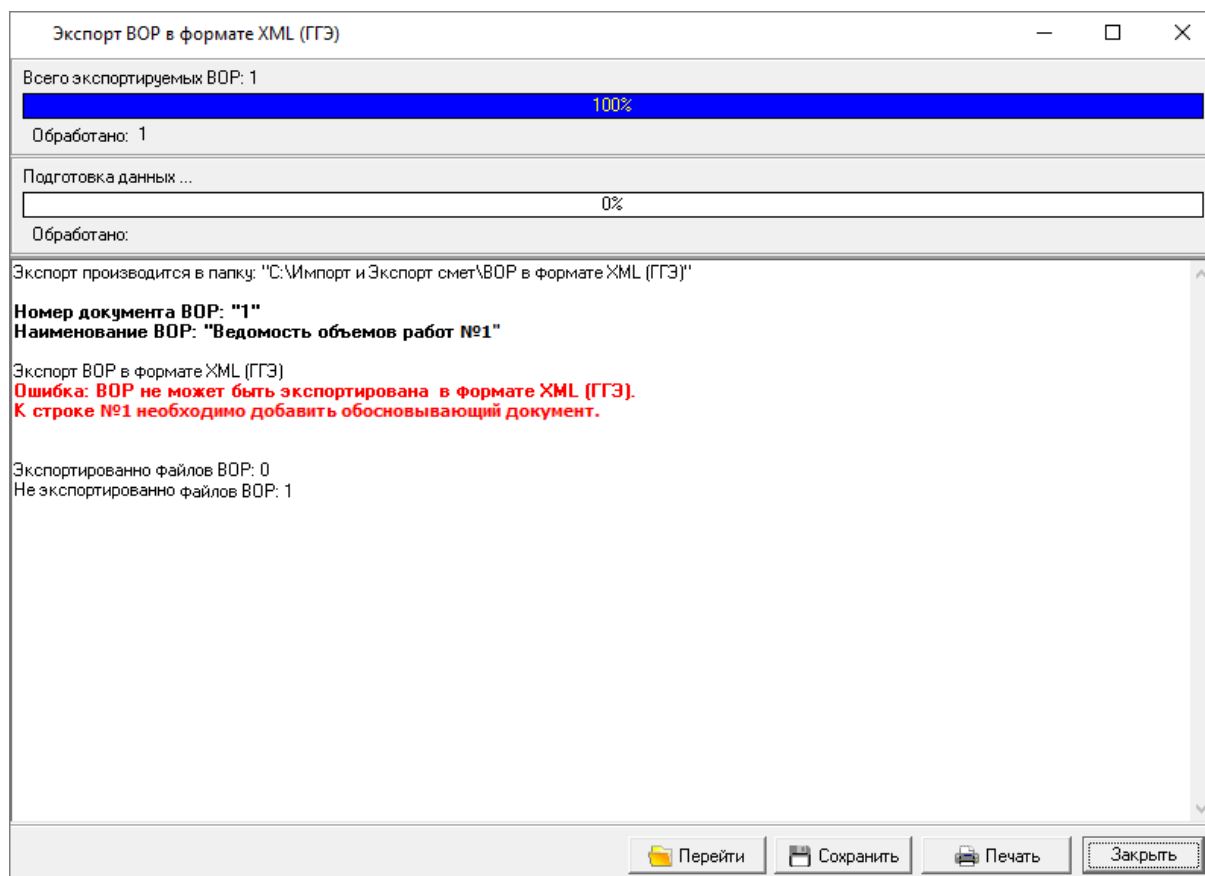 Экспорт ВОР в формате XML (ГГЭ)
Всего экспортируемых ВОР: 1
100%
Обработано: 1
Подготовка данных ...
0%
Обработано:
Экспорт производится в папку: "C:\Импорт и Экспорт смет\ВОР в формате XML (ГГЭ)"
Номер документа ВОР: "1"
Наименование ВОР: "Ведомость объемов работ №1"
Экспорт ВОР в формате XML (ГГЭ)
Ошибка: ВОР не может быть экспортирована  в формате XML (ГГЭ).
К строке №1 необходимо добавить обосновывающий документ.
Экспортированно файлов ВОР: 0
Не экспортированно файлов ВОР: 1
Перейти Сохранить Печать Закрыть